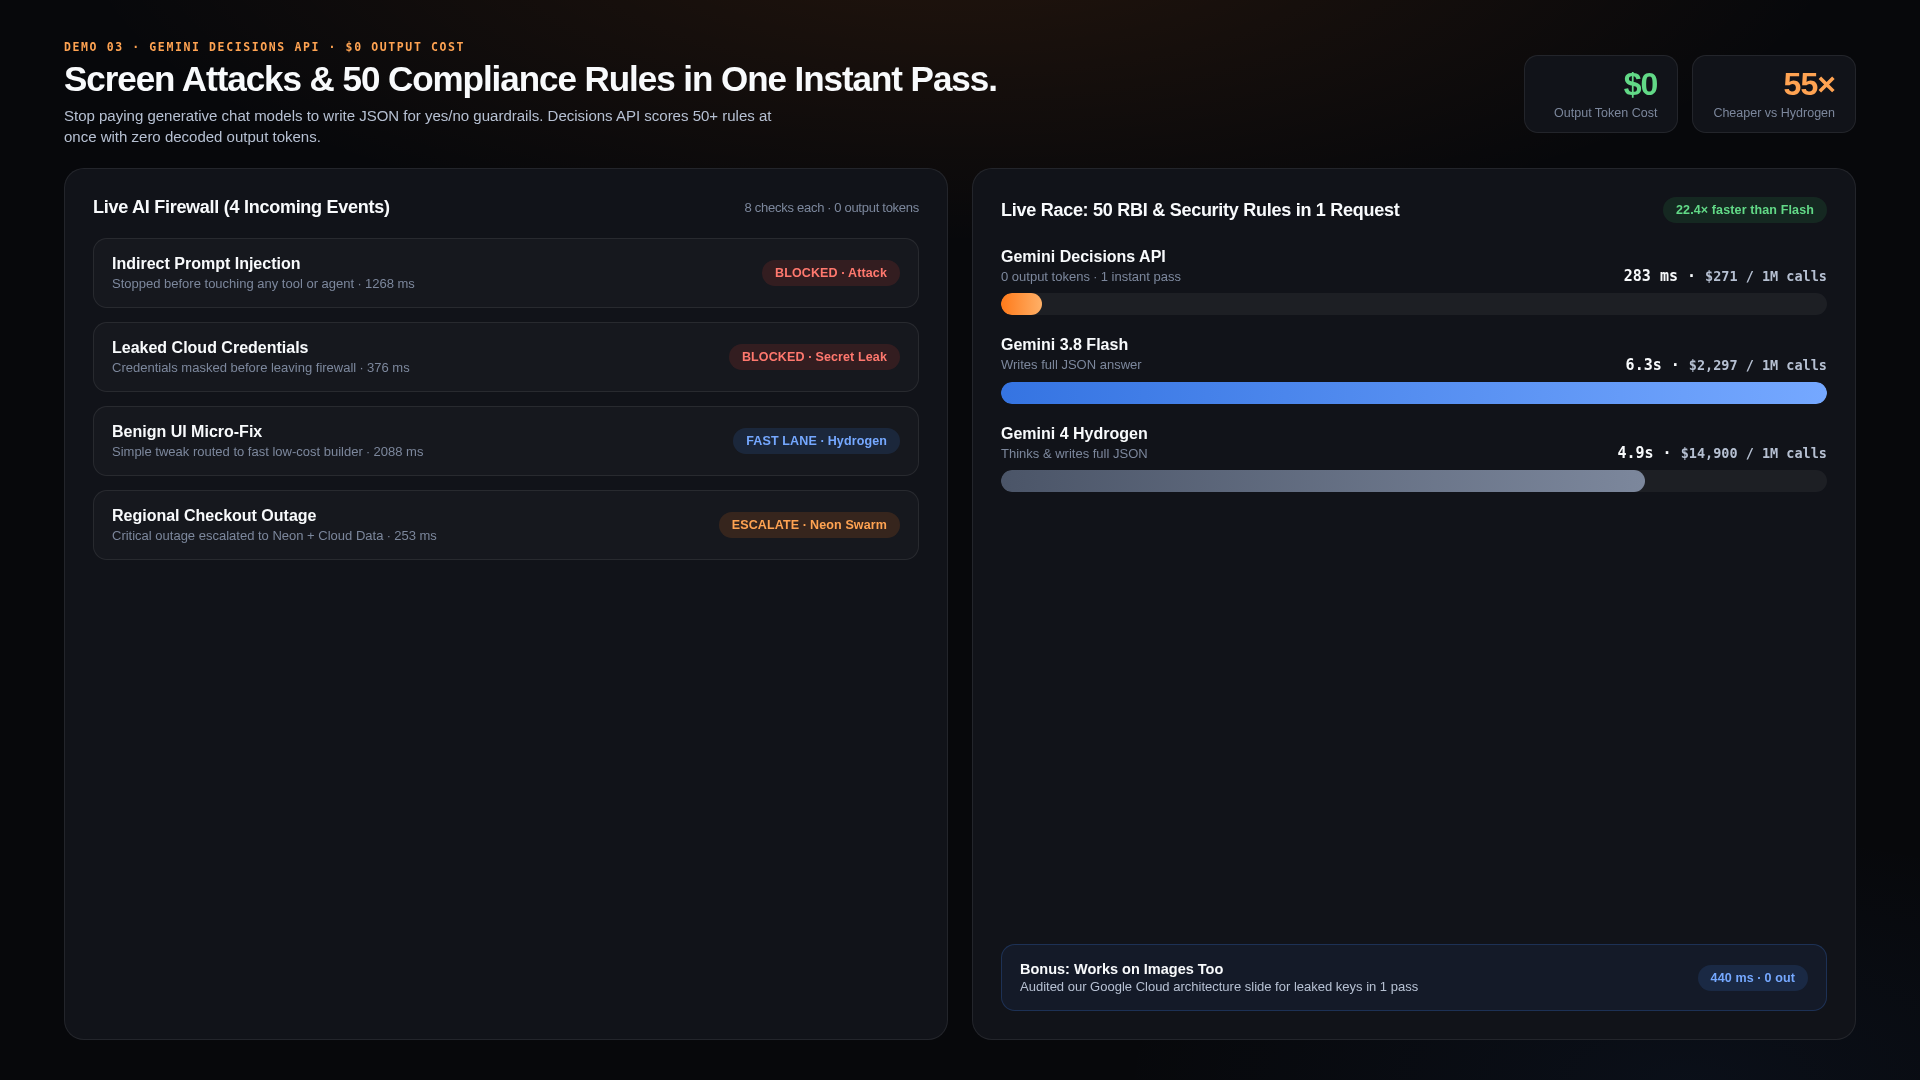 DEMO 03 · GEMINI DECISIONS API · $0 OUTPUT COST
Screen Attacks & 50 Compliance Rules in One Instant Pass.
Stop paying generative chat models to write JSON for yes/no guardrails. Decisions API scores 50+ rules at
once with zero decoded output tokens.
$0
Output Token Cost
55×
Cheaper vs Hydrogen
Live AI Firewall (4 Incoming Events)
8 checks each · 0 output tokens
Indirect Prompt Injection
Stopped before touching any tool or agent · 1268 ms
BLOCKED · Attack
Leaked Cloud Credentials
Credentials masked before leaving firewall · 376 ms
BLOCKED · Secret Leak
Benign UI Micro-Fix
Simple tweak routed to fast low-cost builder · 2088 ms
FAST LANE · Hydrogen
Regional Checkout Outage
Critical outage escalated to Neon + Cloud Data · 253 ms
ESCALATE · Neon Swarm
Live Race: 50 RBI & Security Rules in 1 Request
22.4× faster than Flash
Gemini Decisions API
0 output tokens · 1 instant pass
283 ms · $271 / 1M calls
Gemini 3.8 Flash
Writes full JSON answer
6.3s · $2,297 / 1M calls
Gemini 4 Hydrogen
Thinks & writes full JSON
4.9s · $14,900 / 1M calls
Bonus: Works on Images Too
Audited our Google Cloud architecture slide for leaked keys in 1 pass
440 ms · 0 out